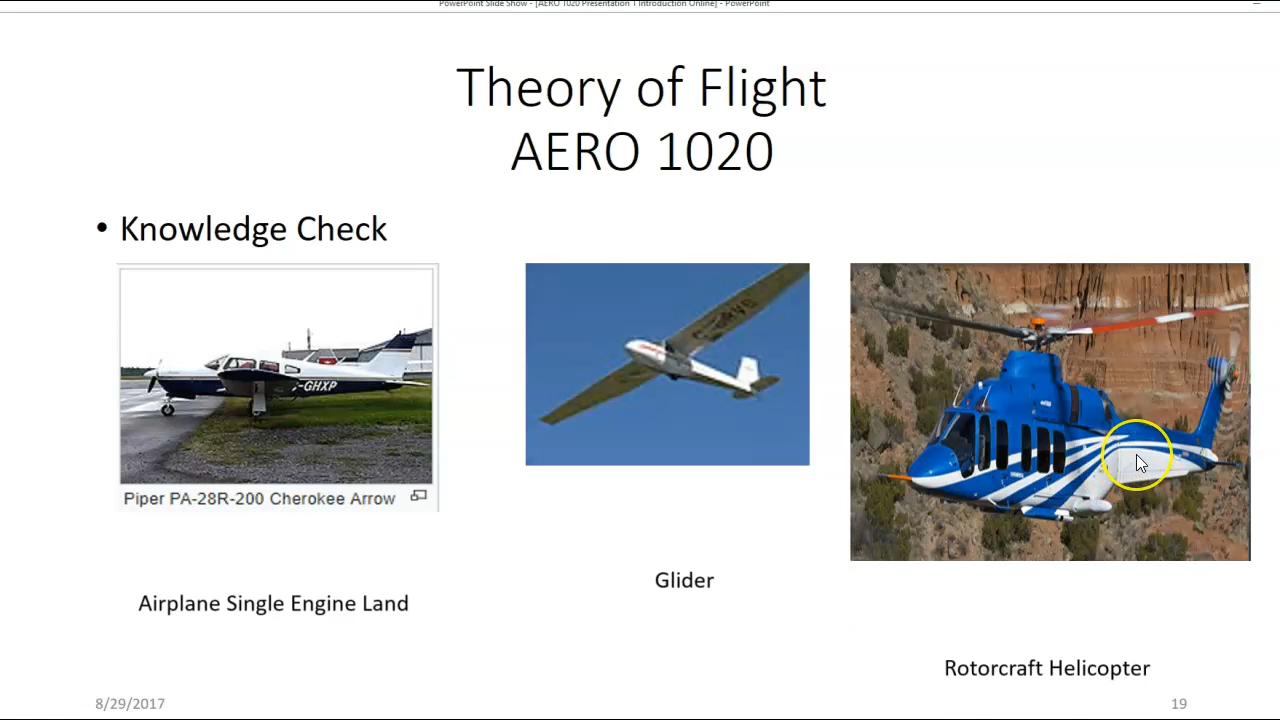 PowerPoint Slide Show - [AERO 1020 Presentation 1 Introduction Online] - PowerPoint
Theory of Flight
AERO 1020
• Knowledge Check
-GHXP
Piper PA-28R-200 Cherokee Arrow
Glider
Airplane Single Engine Land
Rotorcraft Helicopter
8/29/2017
19